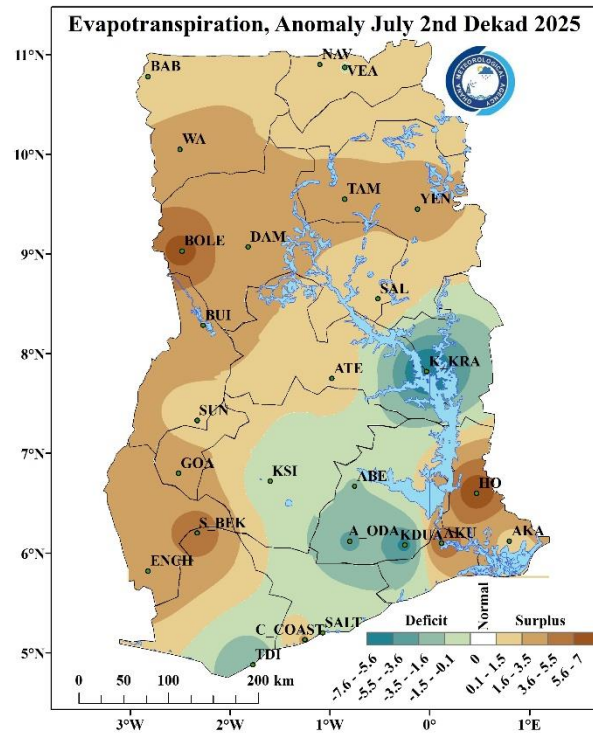 Evapotranspiration, Anomaly July 2nd Dekad 2025
11°N
10°N
9°N
8°N
7°N
6°N
5°N
3°W
2°W
1°W
0°
1°E
NAV
VEA
BAB
GHANA METEOROLOGICAL AGENCY
WA
TAM
YEN
BOLE
DAM
SAL
BUI
K_KRA
ATE
SUN
GOA
KSI
ABE
HO
S_BEK
A_ODA
KDUA
AKU
AKA
ENCH
C_COAST
SALT
TDI
Deficit
Normal
Surplus
-7.6 - -5.6
-5.5 - -3.6
-3.5 - -1.6
-1.5 - -0.1
0
0.1 - 1.5
1.6 - 3.5
3.6 - 5.5
5.6 - 7
0 50 100 200 km